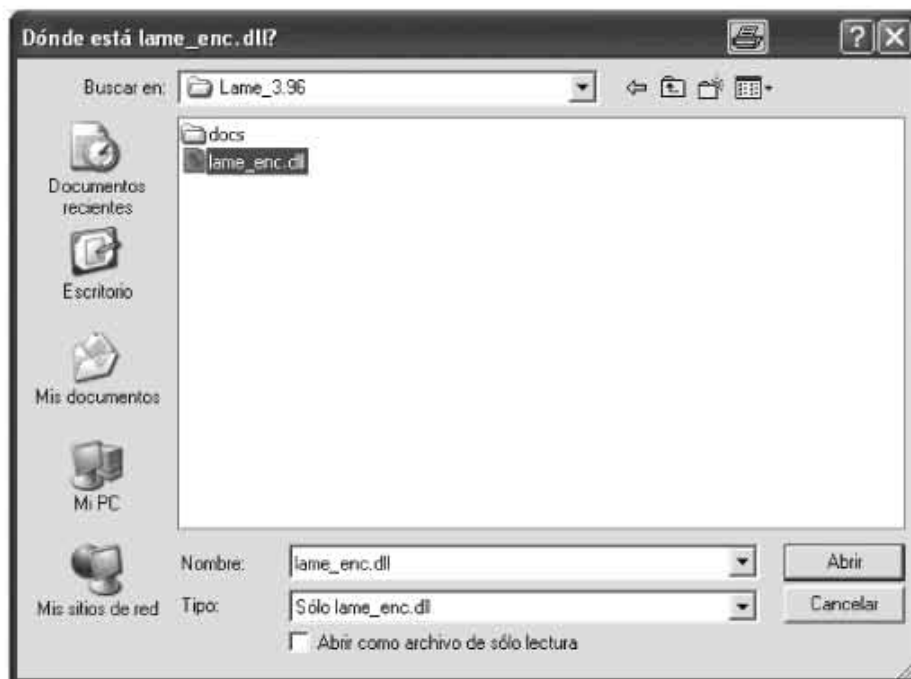 Dónde está lame_enc.dll?
Buscar en: Lame_3.96
docs
lame_enc.dll
Documentos
recientes
Escritorio
Mis documentos
Mi PC
Mis sitios de red
Nombre: lame_enc.dll Abrir
Tipo: Sólo lame_enc.dll Cancelar
Abrir como archivo de sólo lectura